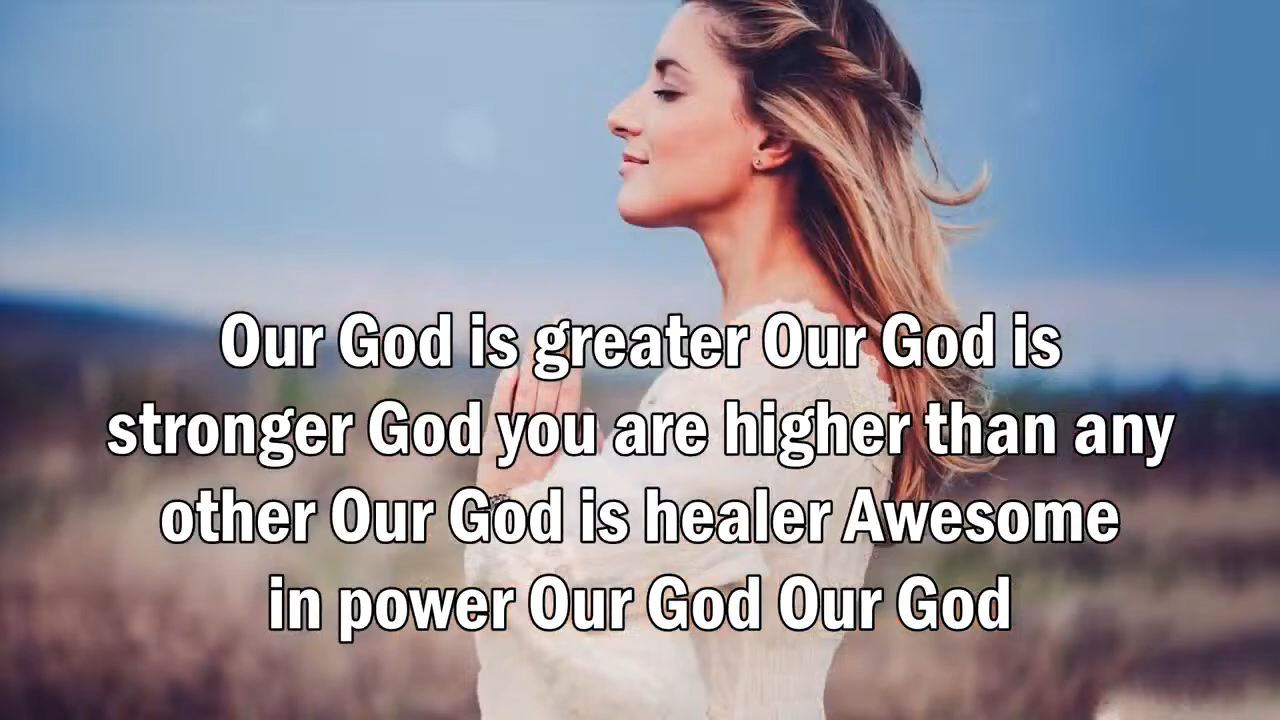 Our God is greater Our God is
stronger God you are higher than any
other Our God is healer Awesome
in power Our God Our God